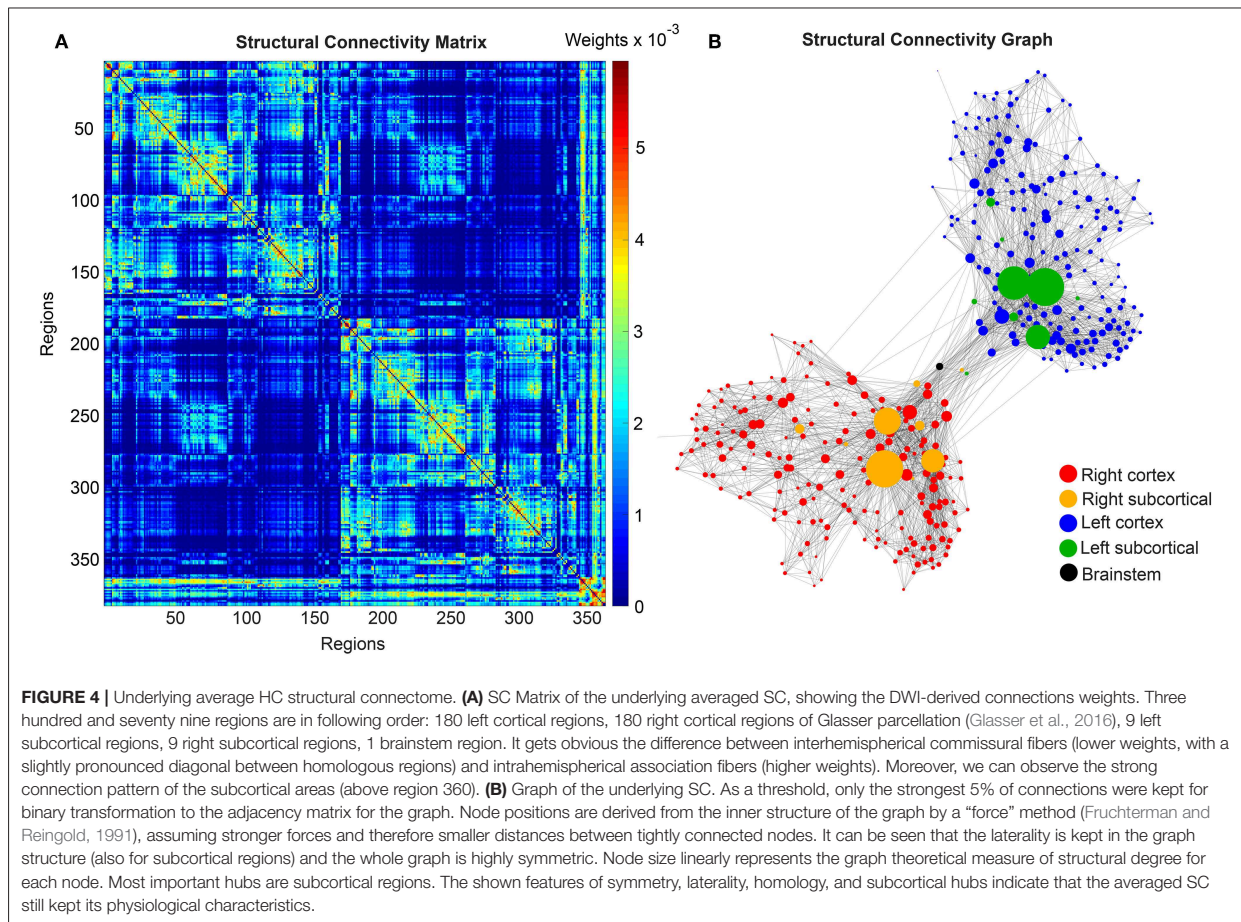 A
Structural Connectivity Matrix
Weights x 10⁻³
50
100
150
200
250
300
350
Regions
50 100 150 200 250 300 350
Regions
5
4
3
2
1
0
B
Structural Connectivity Graph
Right cortex
Right subcortical
Left cortex
Left subcortical
Brainstem
FIGURE 4 | Underlying average HC structural connectome. (A) SC Matrix of the underlying averaged SC, showing the DWI-derived connections weights. Three
hundred and seventy nine regions are in following order: 180 left cortical regions, 180 right cortical regions of Glasser parcellation (Glasser et al., 2016), 9 left
subcortical regions, 9 right subcortical regions, 1 brainstem region. It gets obvious the difference between interhemispherical commissural fibers (lower weights, with a
slightly pronounced diagonal between homologous regions) and intrahemispherical association fibers (higher weights). Moreover, we can observe the strong
connection pattern of the subcortical areas (above region 360). (B) Graph of the underlying SC. As a threshold, only the strongest 5% of connections were kept for
binary transformation to the adjacency matrix for the graph. Node positions are derived from the inner structure of the graph by a “force” method (Fruchterman and
Reingold, 1991), assuming stronger forces and therefore smaller distances between tightly connected nodes. It can be seen that the laterality is kept in the graph
structure (also for subcortical regions) and the whole graph is highly symmetric. Node size linearly represents the graph theoretical measure of structural degree for
each node. Most important hubs are subcortical regions. The shown features of symmetry, laterality, homology, and subcortical hubs indicate that the averaged SC
still kept its physiological characteristics.